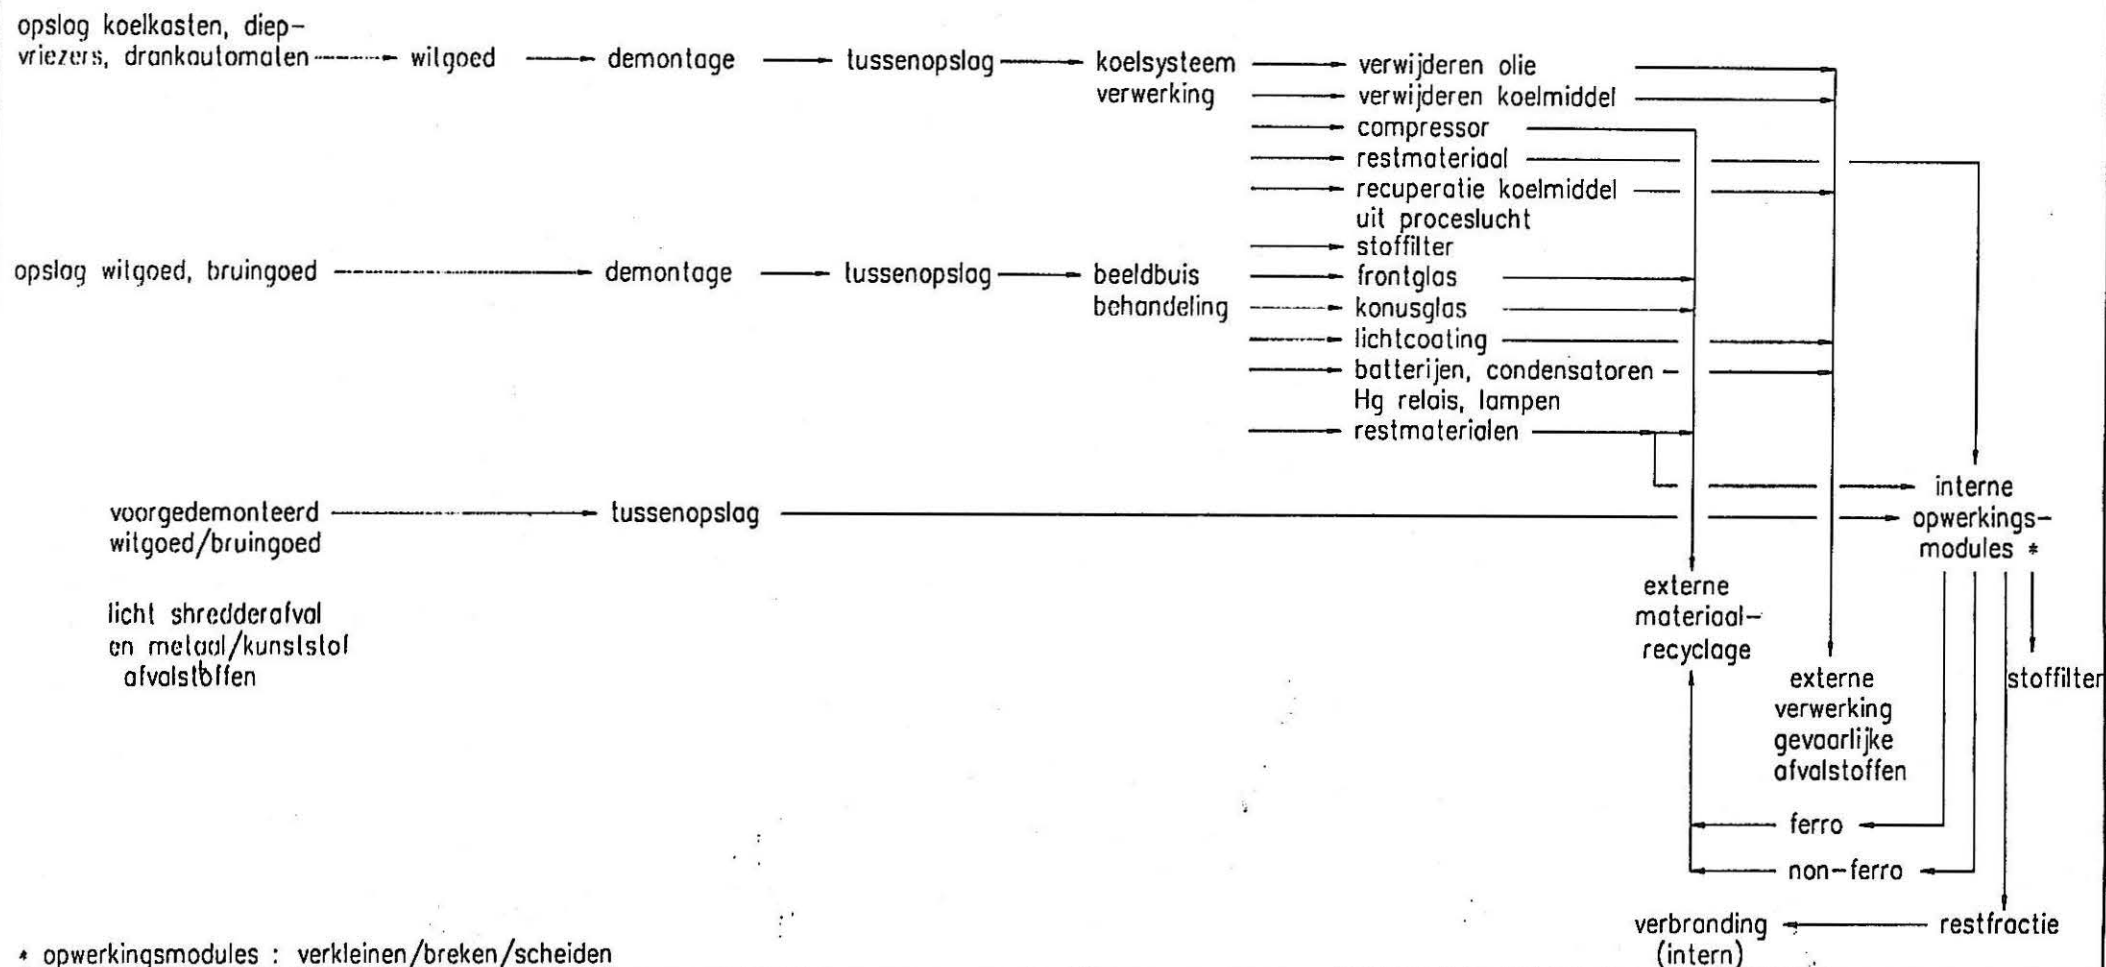 opslag koelkasten, diep-
vriezers, drankautomaten
witgoed
demontage
tussenopslag
koelsysteem
verwerking
verwijderen olie
verwijderen koelmiddel
compressor
restmateriaal
recuperatie koelmiddel
uit proceslucht
stoffilter
opslag witgoed, bruingoed
demontage
tussenopslag
beeldbuis
behandeling
frontglas
konusglas
lichtcoating
batterijen, condensatoren
Hg relais, lampen
restmaterialen
voorgedemonteerd
witgoed/bruingoed
tussenopslag
interne
opwerkings-
modules *
licht shredderafval
en metaal/kunststof
afvalstoffen
externe
materiaal-
recyclage
externe
verwerking
gevaarlijke
afvalstoffen
stoffilter
ferro
non-ferro
restfractie
verbranding
(intern)
* opwerkingsmodules : verkleinen/breken/scheiden